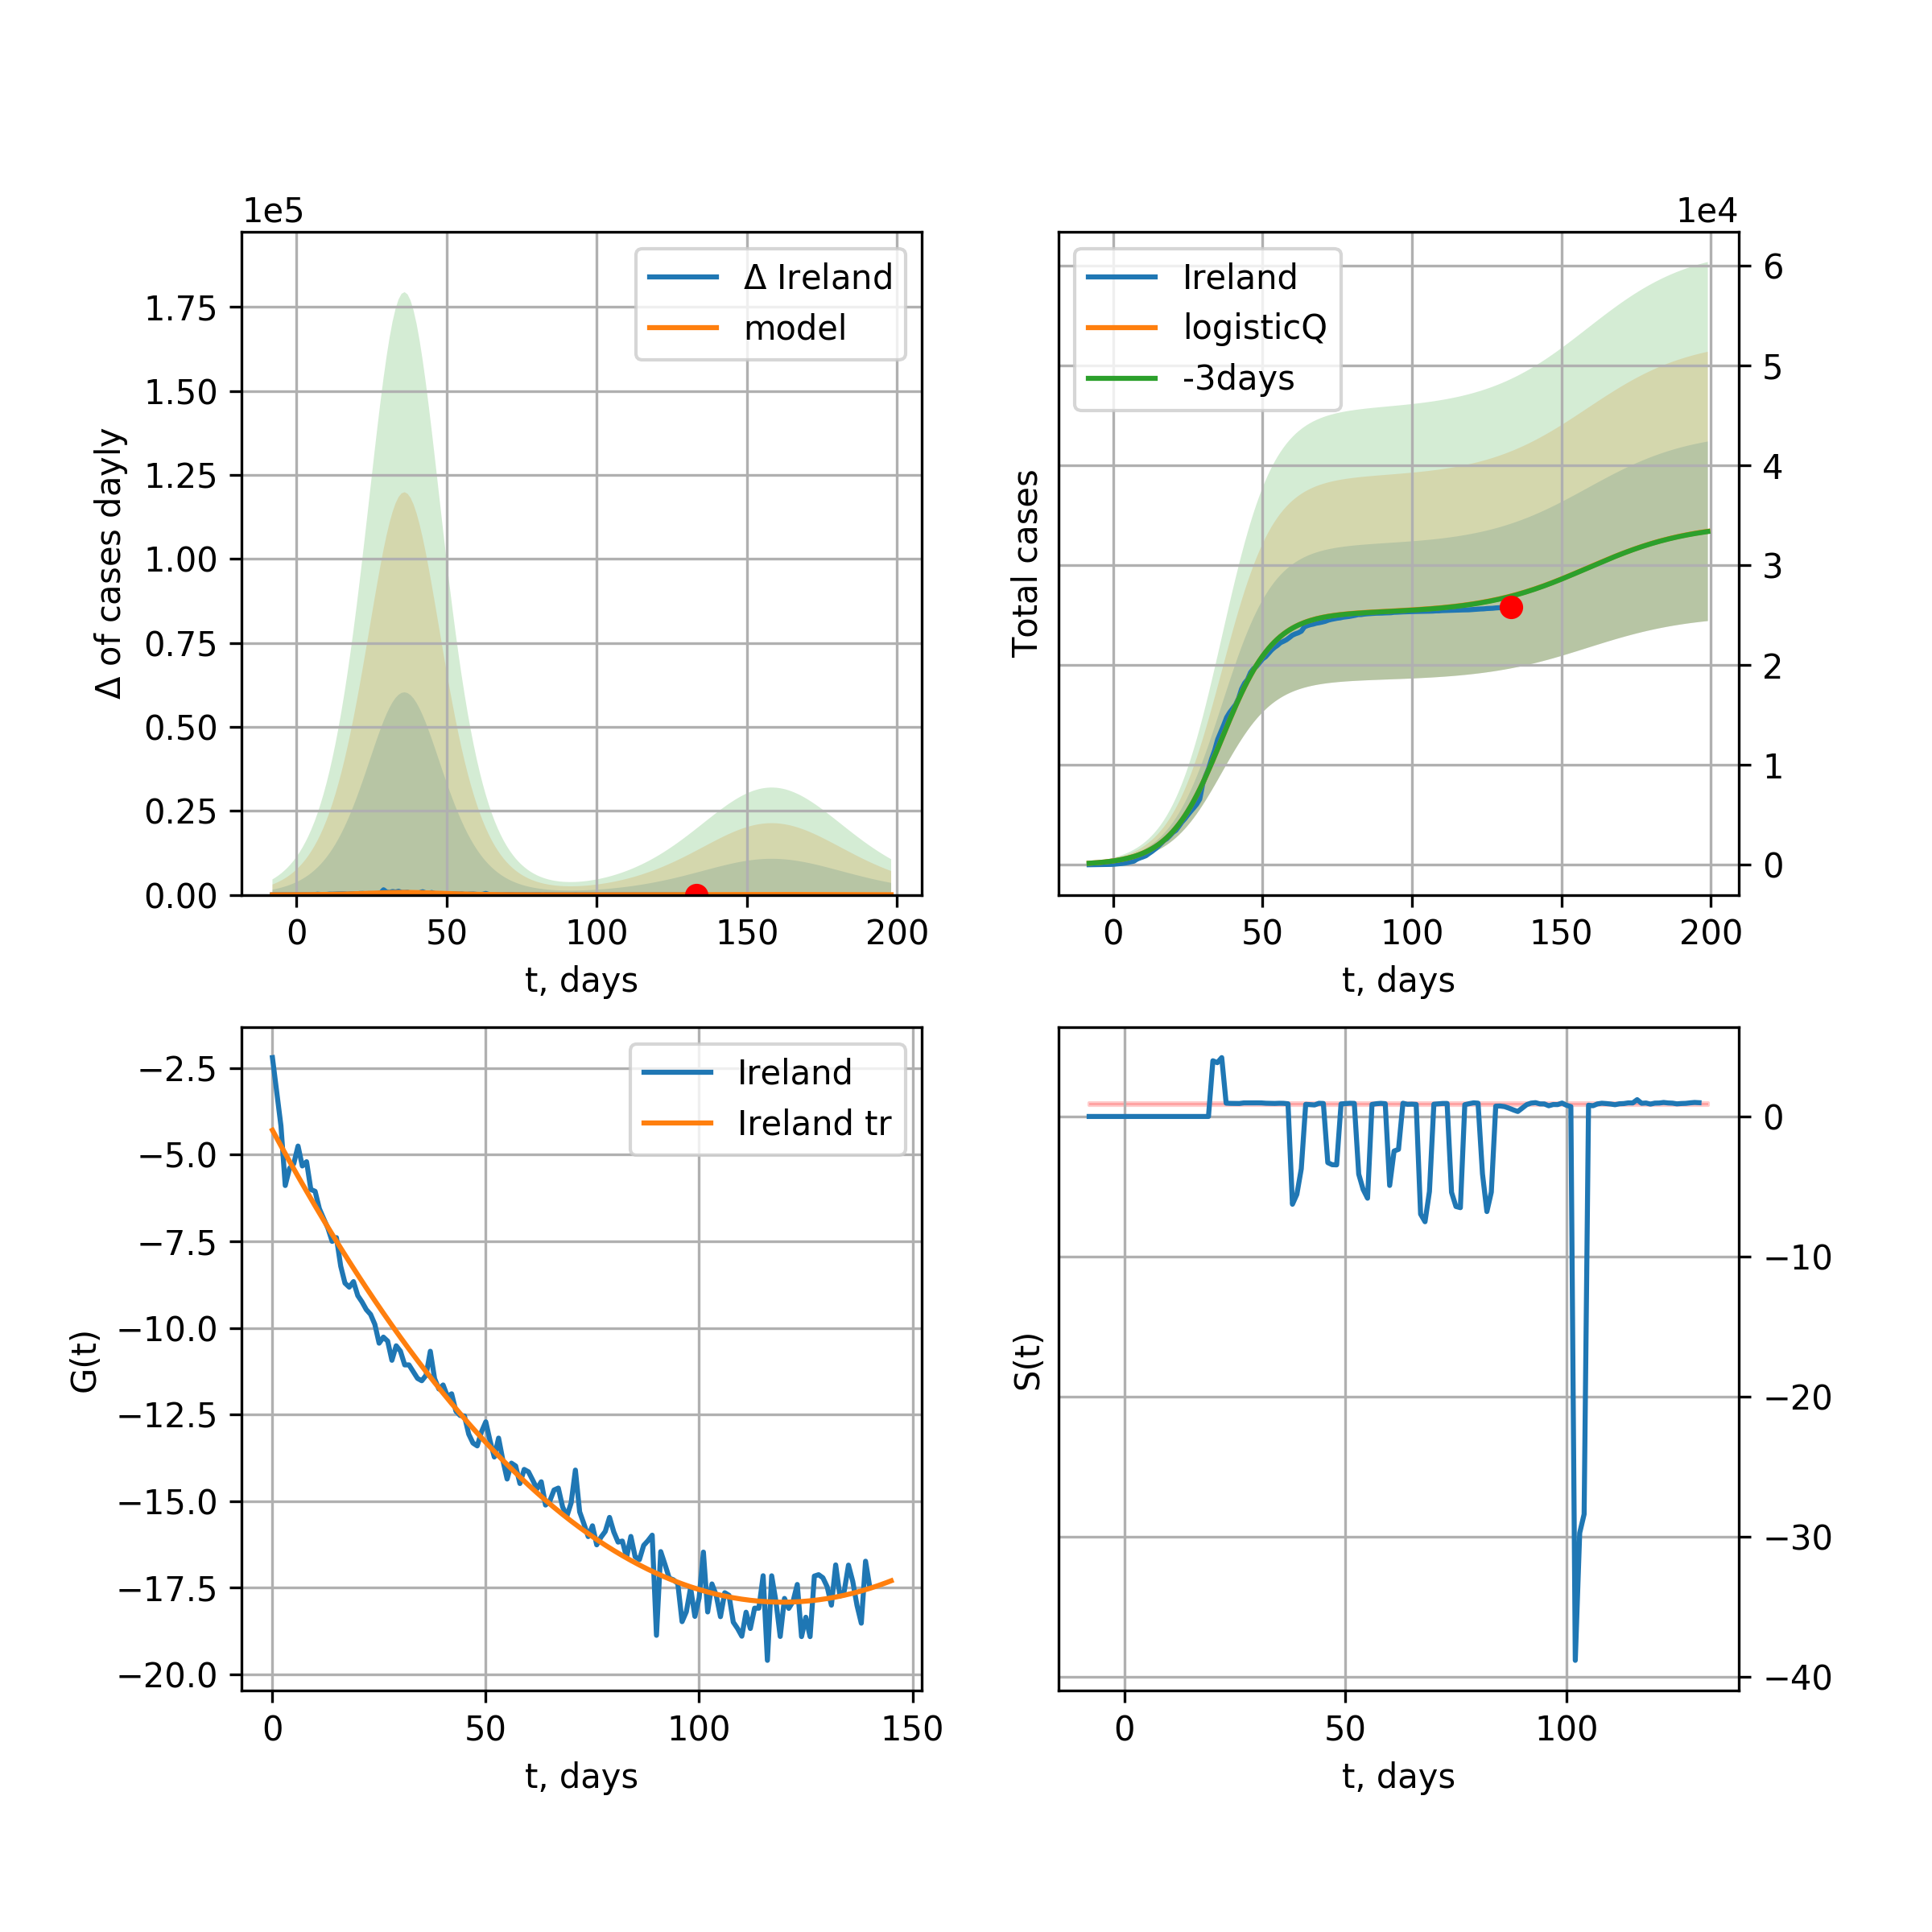 1e5
Δ of cases dayly
1.75
1.50
1.25
1.00
0.75
0.50
0.25
0.00
Δ Ireland
model
0 50 100 150 200
t, days
1e4
Total cases
Ireland
logisticQ
-3days
6
5
4
3
2
1
0
0 50 100 150 200
t, days
G(t)
−2.5
−5.0
−7.5
−10.0
−12.5
−15.0
−17.5
−20.0
Ireland
Ireland tr
0 50 100 150
t, days
S(t)
0
−10
−20
−30
−40
0 50 100
t, days